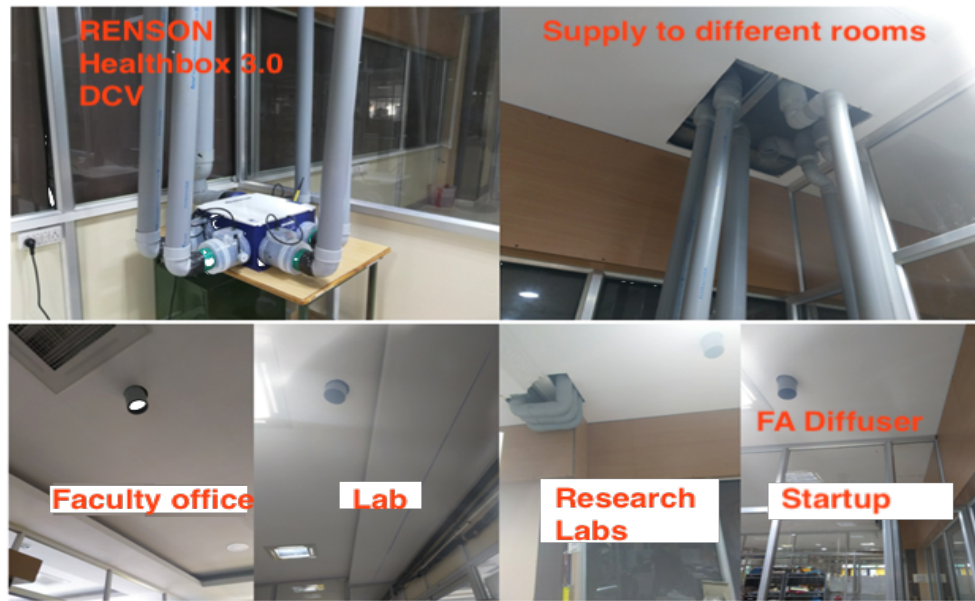 RENSON
Healthbox 3.0
DCV
Supply to different rooms
Faculty office
Lab
Research
Labs
FA Diffuser
Startup